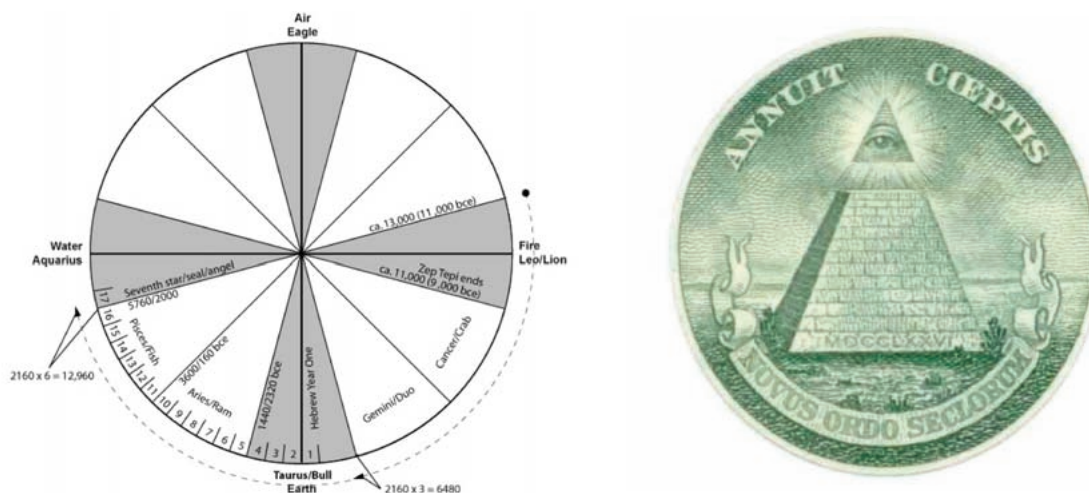 Air
Eagle
ca. 13,000 (11 ,000 bce)
Water
Aquarius
Fire
Leo/Lion
Zep Tepi ends
ca. 11,000 (9 ,000 bce)
Seventh star/seal/angel
5760/2000
17
16
15
14
13
12
11
10
9
8
7
6
5
4
3
2
1
Pisces/Fish
3600/160 bce
Aries/Ram
1440/2320 bce
Hebrew Year One
Gemini/Duo
Cancer/Crab
2160 x 6 = 12,960
Taurus/Bull
Earth
2160 x 3 = 6480
ANNUIT CŒPTIS
MDCCLXXVI
NOVUS ORDO SECLORUM